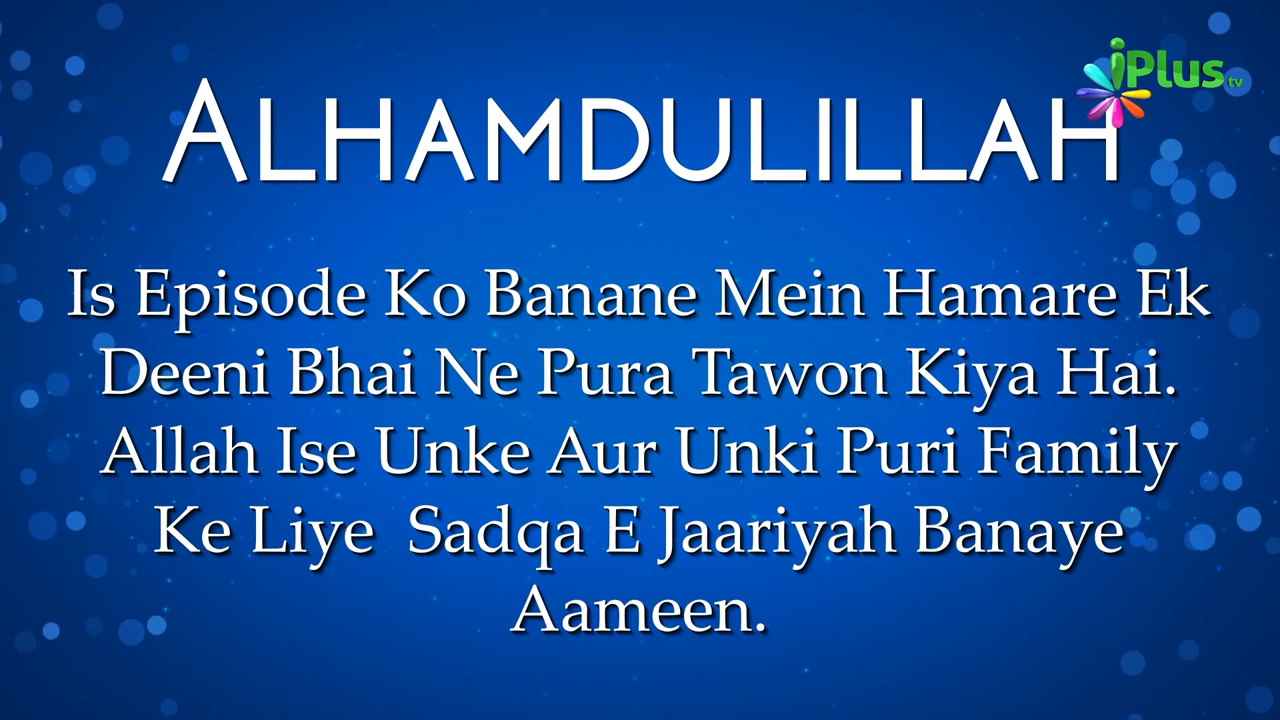 iPlus tv
ALHAMDULILLAH
Is Episode Ko Banane Mein Hamare Ek
Deeni Bhai Ne Pura Tawon Kiya Hai.
Allah Ise Unke Aur Unki Puri Family
Ke Liye Sadqa E Jaariyah Banaye
Aameen.